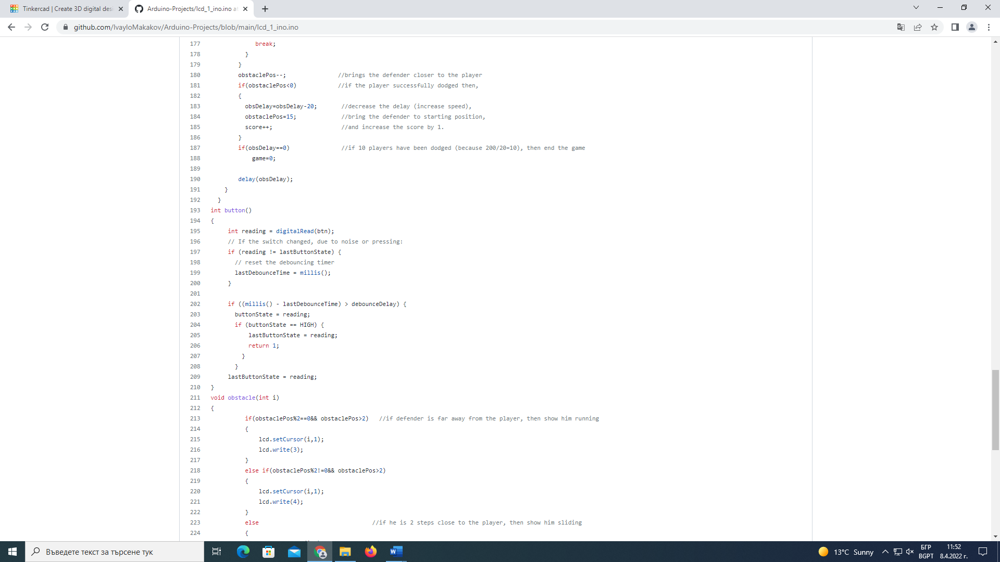 Tinkercad | Create 3D digital desi
Arduino-Projects/lcd_1_ino.ino at
github.com/IvayloMakakov/Arduino-Projects/blob/main/lcd_1_ino.ino
177 break;
178 }
179 }
180 obstaclePos--; //brings the defender closer to the player
181 if(obstaclePos<0) //if the player successfully dodged then,
182 {
183 obsDelay=obsDelay-20; //decrease the delay (increase speed),
184 obstaclePos=15; //bring the defender to starting position,
185 score++; //and increase the score by 1.
186 }
187 if(obsDelay==0) //if 10 players have been dodged (because 200/20=10), then end the game
188 game=0;
189
190 delay(obsDelay);
191 }
192 }
193 int button()
194 {
195 int reading = digitalRead(btn);
196 // If the switch changed, due to noise or pressing:
197 if (reading != lastButtonState) {
198 // reset the debouncing timer
199 lastDebounceTime = millis();
200 }
201
202 if ((millis() - lastDebounceTime) > debounceDelay) {
203 buttonState = reading;
204 if (buttonState == HIGH) {
205 lastButtonState = reading;
206 return 1;
207 }
208 }
209 lastButtonState = reading;
210 }
211 void obstacle(int i)
212 {
213 if(obstaclePos%2==0&& obstaclePos>2) //if defender is far away from the player, then show him running
214 {
215 lcd.setCursor(i,1);
216 lcd.write(3);
217 }
218 else if(obstaclePos%2!=0&& obstaclePos>2)
219 {
220 lcd.setCursor(i,1);
221 lcd.write(4);
222 }
223 else //if he is 2 steps close to the player, then show him sliding
224 {
Въведете текст за търсене тук
13°C Sunny
БГР
BGPT
11:52
8.4.2022 г.